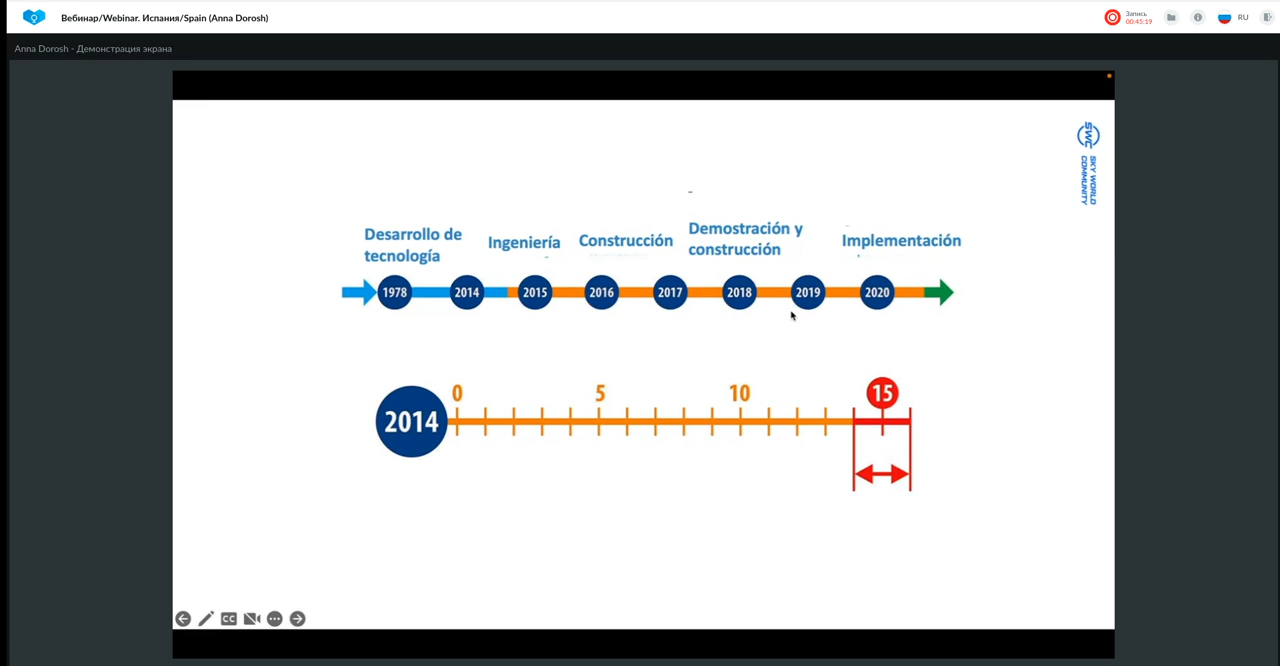 Вебинар/Webinar. Испания/Spain (Anna Dorosh)
Запись
00:45:19
RU
Anna Dorosh - Демонстрация экрана
SWC
SKY WORLD
COMMUNITY
Desarrollo de
tecnología
Ingeniería
Construcción
Demostración y
construcción
Implementación
1978 2014 2015 2016 2017 2018 2019 2020
0 5 10 15
2014
CC